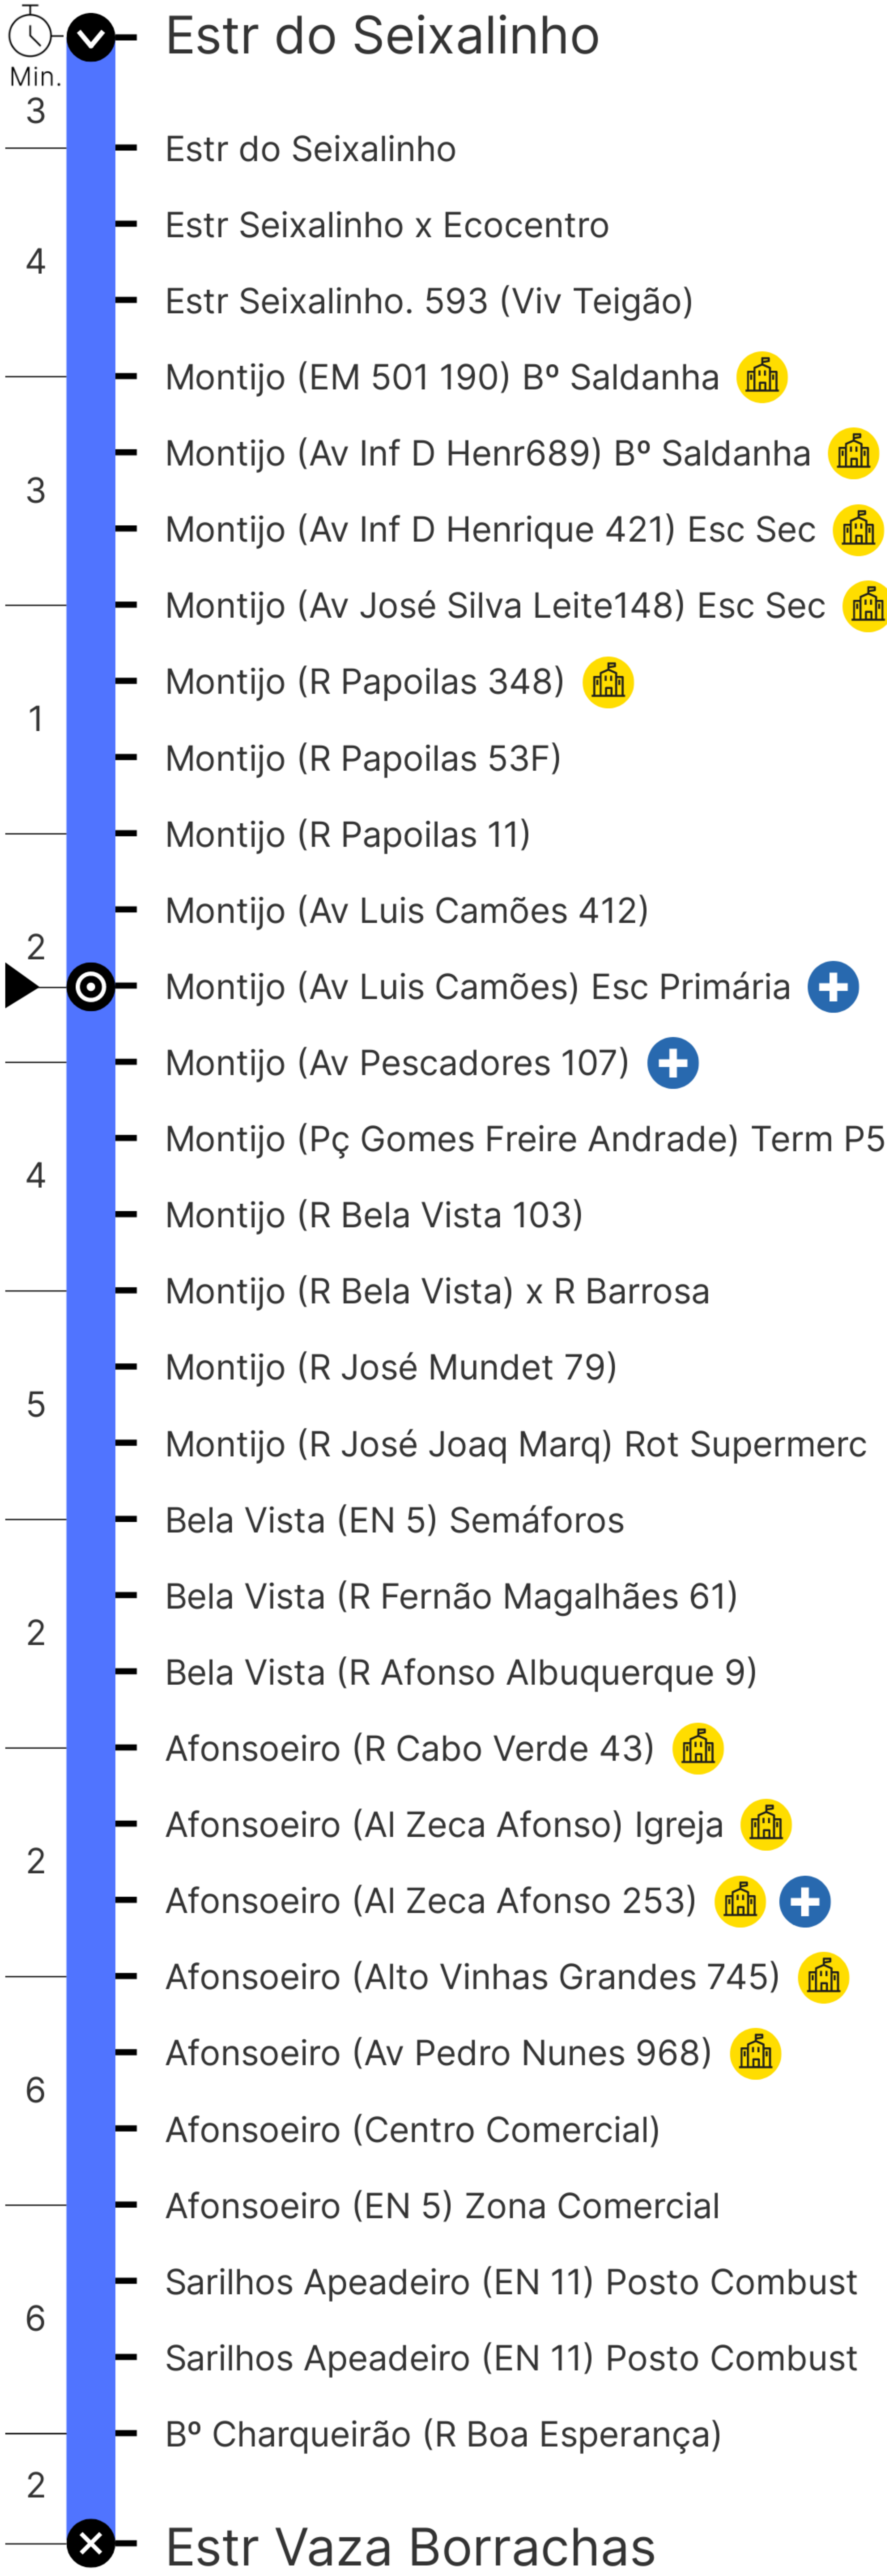 Estr do Seixalinho
Min.
3
Estr do Seixalinho
Estr Seixalinho x Ecocentro
4
Estr Seixalinho. 593 (Viv Teigão)
Montijo (EM 501 190) Bº Saldanha
Montijo (Av Inf D Henr689) Bº Saldanha
3
Montijo (Av Inf D Henrique 421) Esc Sec
Montijo (Av José Silva Leite148) Esc Sec
Montijo (R Papoilas 348)
1
Montijo (R Papoilas 53F)
Montijo (R Papoilas 11)
Montijo (Av Luis Camões 412)
2
Montijo (Av Luis Camões) Esc Primária
Montijo (Av Pescadores 107)
Montijo (Pç Gomes Freire Andrade) Term P5
4
Montijo (R Bela Vista 103)
Montijo (R Bela Vista) x R Barrosa
Montijo (R José Mundet 79)
5
Montijo (R José Joaq Marq) Rot Supermerc
Bela Vista (EN 5) Semáforos
Bela Vista (R Fernão Magalhães 61)
2
Bela Vista (R Afonso Albuquerque 9)
Afonsoeiro (R Cabo Verde 43)
Afonsoeiro (Al Zeca Afonso) Igreja
2
Afonsoeiro (Al Zeca Afonso 253)
Afonsoeiro (Alto Vinhas Grandes 745)
Afonsoeiro (Av Pedro Nunes 968)
6
Afonsoeiro (Centro Comercial)
Afonsoeiro (EN 5) Zona Comercial
Sarilhos Apeadeiro (EN 11) Posto Combust
6
Sarilhos Apeadeiro (EN 11) Posto Combust
Bº Charqueirão (R Boa Esperança)
2
Estr Vaza Borrachas